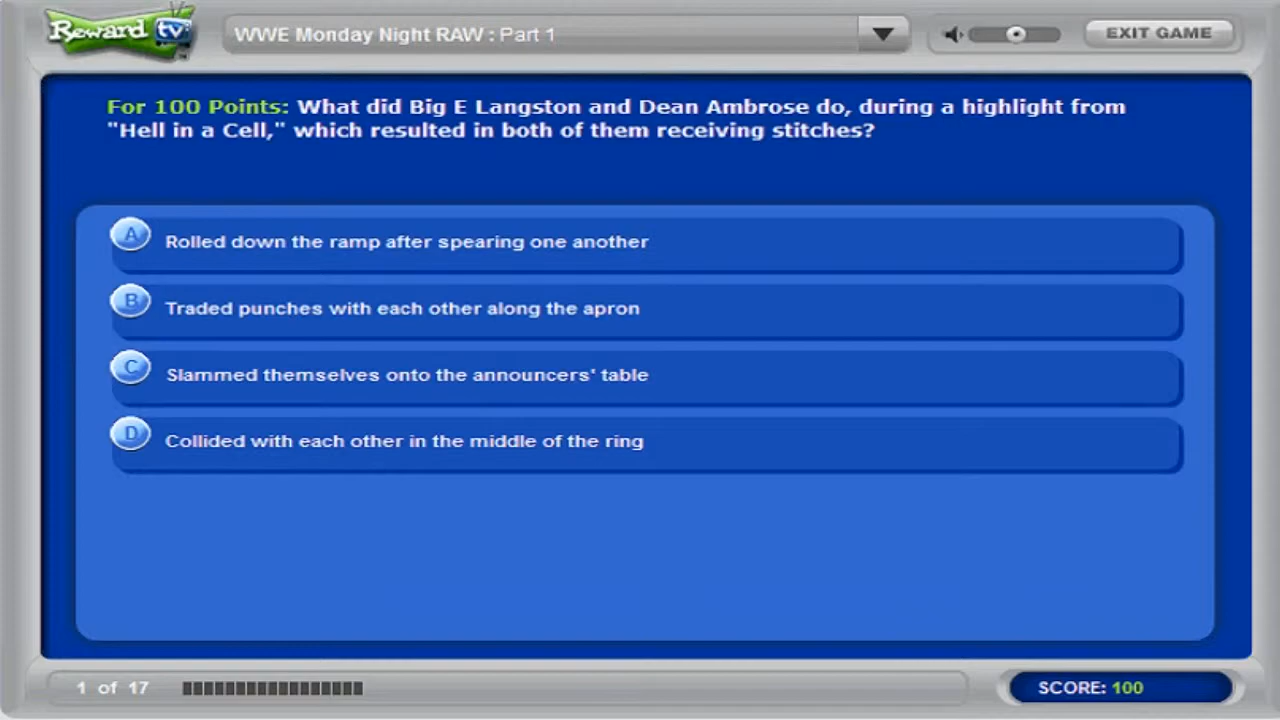 Reward tv
WWE Monday Night RAW : Part 1
EXIT GAME
For 100 Points: What did Big E Langston and Dean Ambrose do, during a highlight from
"Hell in a Cell," which resulted in both of them receiving stitches?
A Rolled down the ramp after spearing one another
B Traded punches with each other along the apron
C Slammed themselves onto the announcers' table
D Collided with each other in the middle of the ring
1 of 17
SCORE: 100